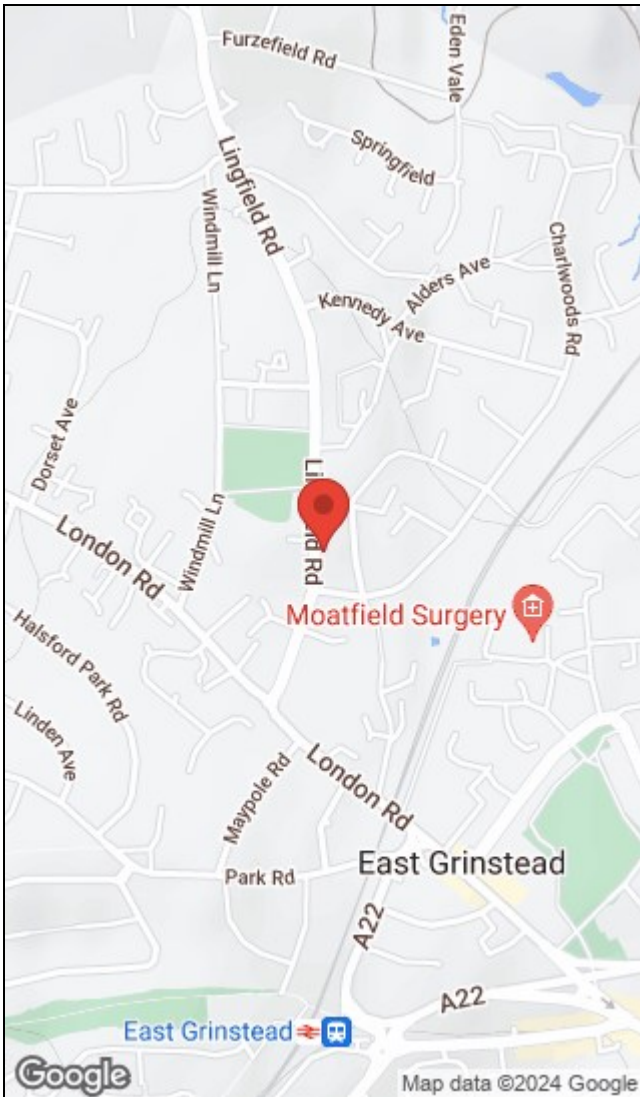 Furzefield Rd
Eden Vale
Lingfield Rd
Springfield
Windmill Ln
Charlwoods Rd
Alders Ave
Kennedy Ave
Dorset Ave
Lingfield Rd
London Rd
Windmill Ln
Moatfield Surgery
Halsford Park Rd
Linden Ave
Maypole Rd
London Rd
East Grinstead
Park Rd
A22
A22
East Grinstead
Google
Map data ©2024 Google